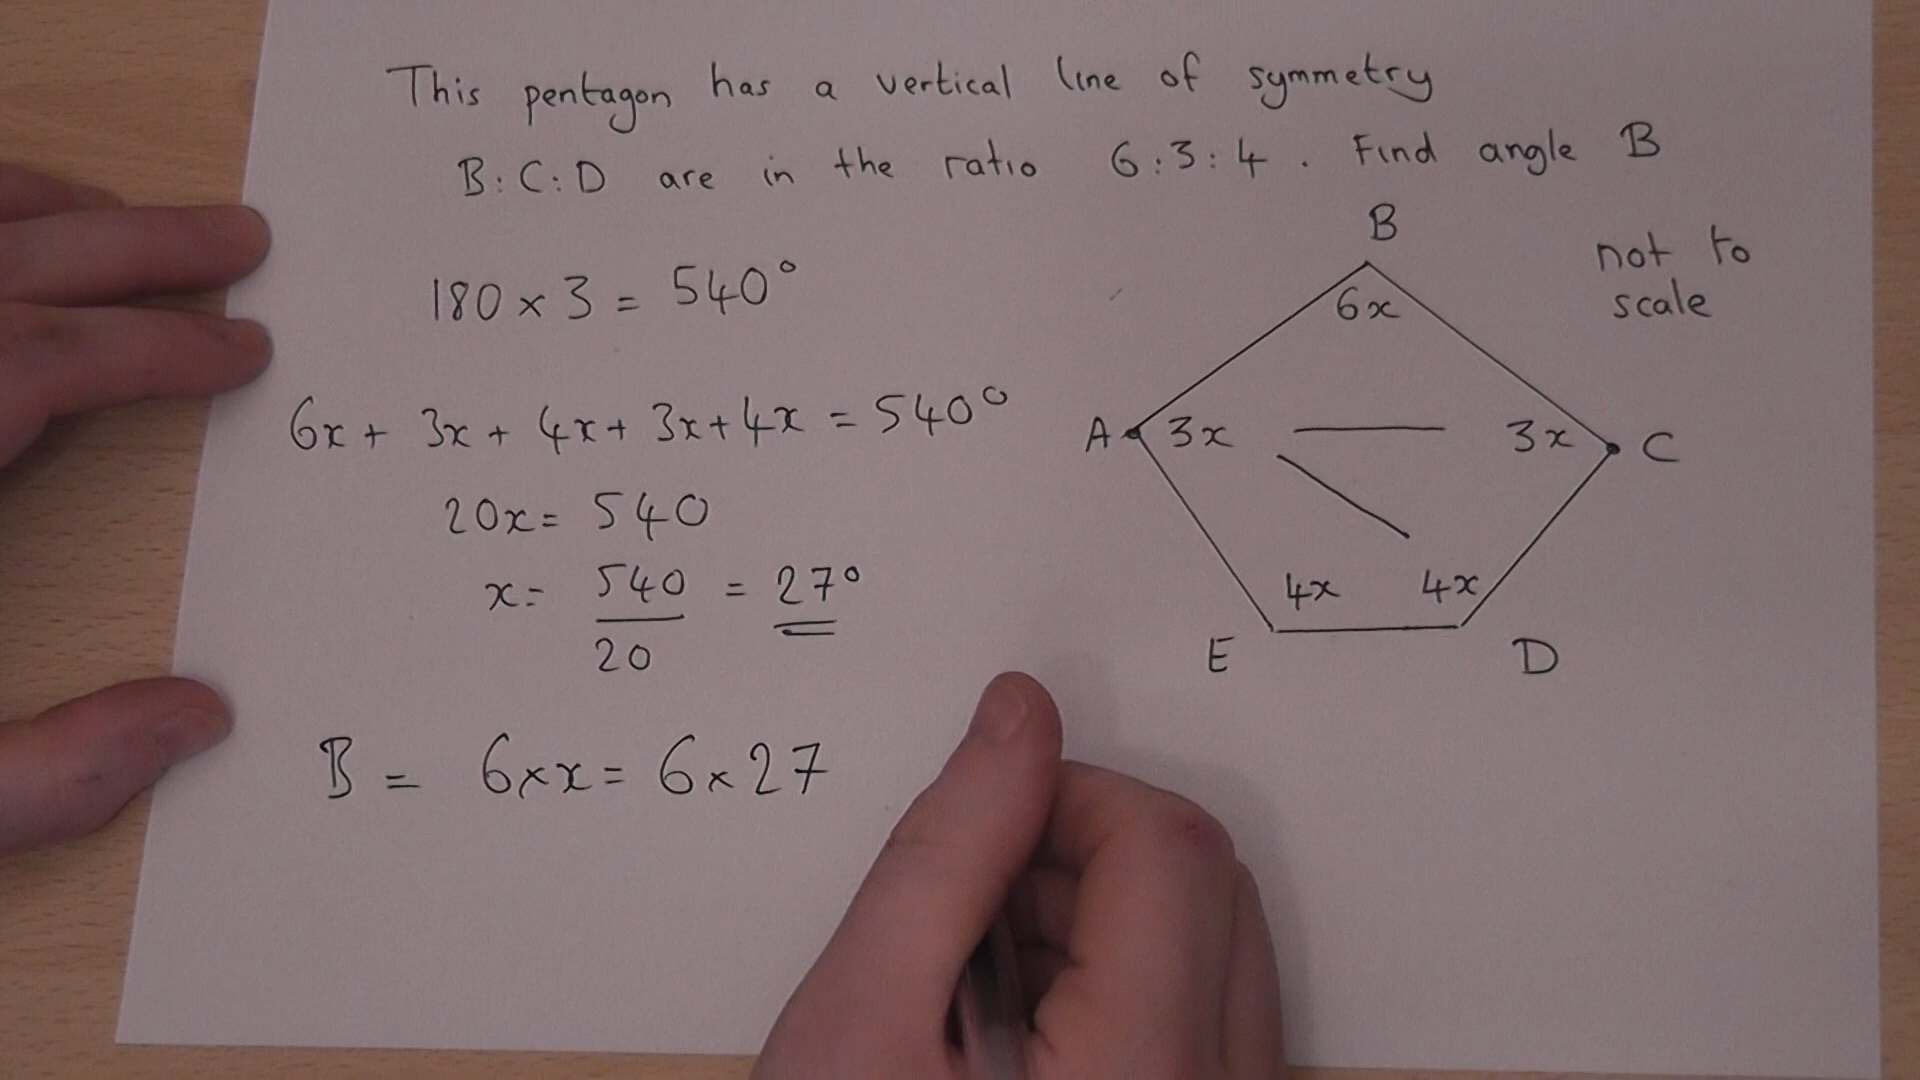 This pentagon has a vertical line of symmetry
B:C:D are in the ratio 6:3:4. Find angle B
180 × 3 = 540°
6x + 3x + 4x + 3x + 4x = 540°
20x = 540
x = 540/20 = 27°
B = 6 × x = 6 × 27
B
not to
scale
6x
A
3x
3x
C
4x
4x
E
D